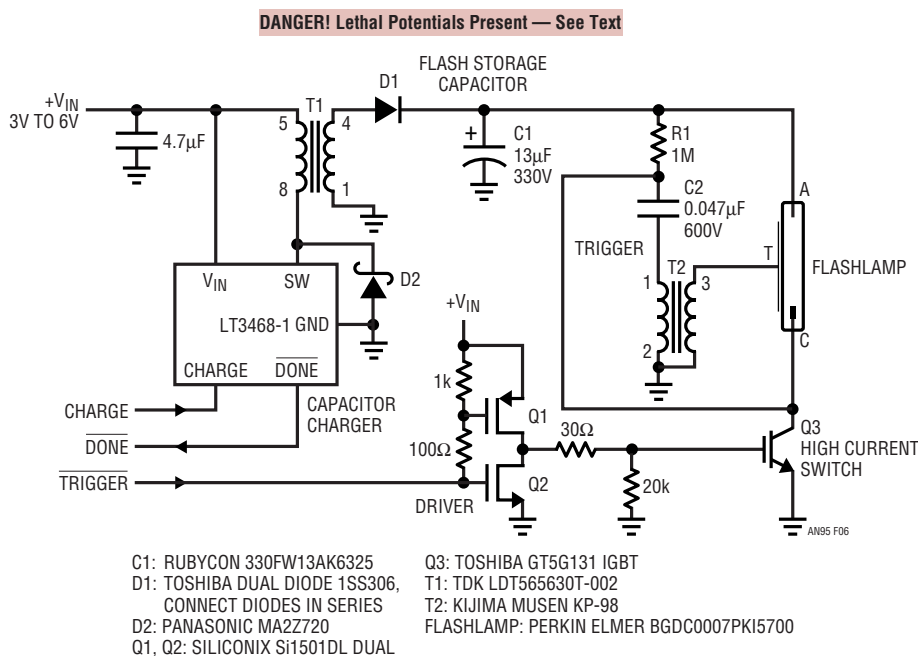 DANGER! Lethal Potentials Present — See Text
FLASH STORAGE
CAPACITOR
D1
T1
+VIN
3V TO 6V
4.7µF
5
4
8
1
+
C1
13µF
330V
R1
1M
C2
0.047µF
600V
A
T
FLASHLAMP
C
TRIGGER
1
T2
3
2
D2
VIN
SW
LT3468-1 GND
CHARGE
DONE
CAPACITOR
CHARGER
+VIN
1k
Q1
100Ω
Q2
DRIVER
30Ω
20k
Q3
HIGH CURRENT
SWITCH
CHARGE
DONE
TRIGGER
AN95 F06
C1: RUBYCON 330FW13AK6325
D1: TOSHIBA DUAL DIODE 1SS306,
CONNECT DIODES IN SERIES
D2: PANASONIC MA2Z720
Q1, Q2: SILICONIX Si1501DL DUAL
Q3: TOSHIBA GT5G131 IGBT
T1: TDK LDT565630T-002
T2: KIJIMA MUSEN KP-98
FLASHLAMP: PERKIN ELMER BGDC0007PKI5700